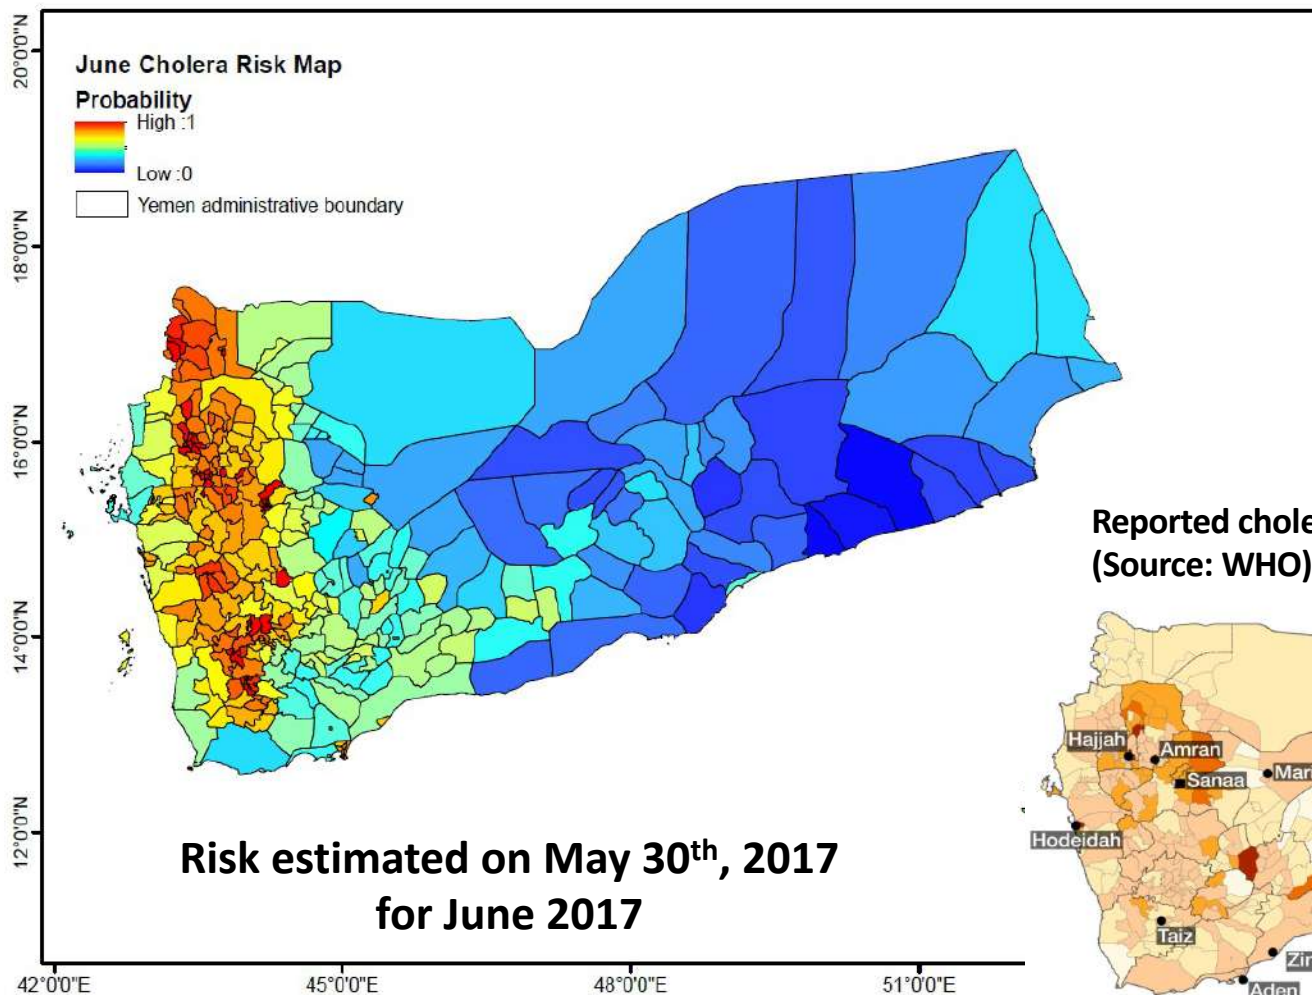 June Cholera Risk Map
Probability
High :1
Low :0
Yemen administrative boundary
20°0'0"N
18°0'0"N
16°0'0"N
14°0'0"N
12°0'0"N
42°0'0"E
45°0'0"E
48°0'0"E
51°0'0"E
Risk estimated on May 30th, 2017
for June 2017
Reported chole
(Source: WHO)
Hajjah
Amran
Sanaa
Mari
Hodeidah
Taiz
Zin
Aden